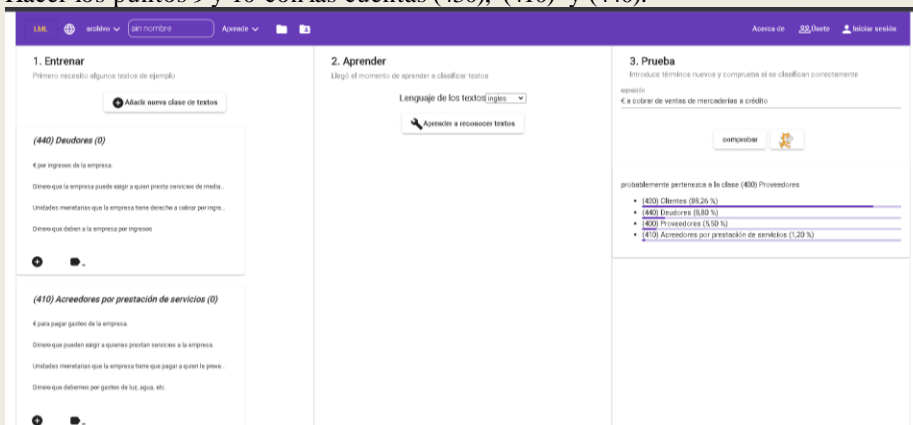 Hacer los puntos 9 y 10 con las cuentas (430), (410) y (440).
LML archivo sin nombre Aprende Acerca de Únete Iniciar sesión
1. Entrenar
Primero necesito algunos textos de ejemplo
Añadir nueva clase de textos
(440) Deudores (0)
€ por ingresos de la empresa.
Dinero que la empresa puede exigir a quien presta servicios de media...
Unidades monetarias que la empresa tiene derecho a cobrar por ingre...
Dinero que deben a la empresa por ingresos
(410) Acreedores por prestación de servicios (0)
€ para pagar gastos de la empresa.
Dinero que pueden exigir a quienes prestan servicios a la empresa.
Unidades monetarias que la empresa tiene que pagar a quien le prove...
Dinero que debemos por gastos de luz, agua, etc.
2. Aprender
Llegó el momento de aprender a clasificar textos
Lenguaje de los textos ingles
Aprender a reconocer textos
3. Prueba
Introduce términos nuevos y comprueba si se clasifican correctamente
expresión
€ a cobrar de ventas de mercaderías a crédito
comprobar
probablemente pertenezca a la clase (400) Proveedores
(430) Clientes (89,26 %)
(440) Deudores (8,80 %)
(400) Proveedores (5,50 %)
(410) Acreedores por prestación de servicios (1,20 %)